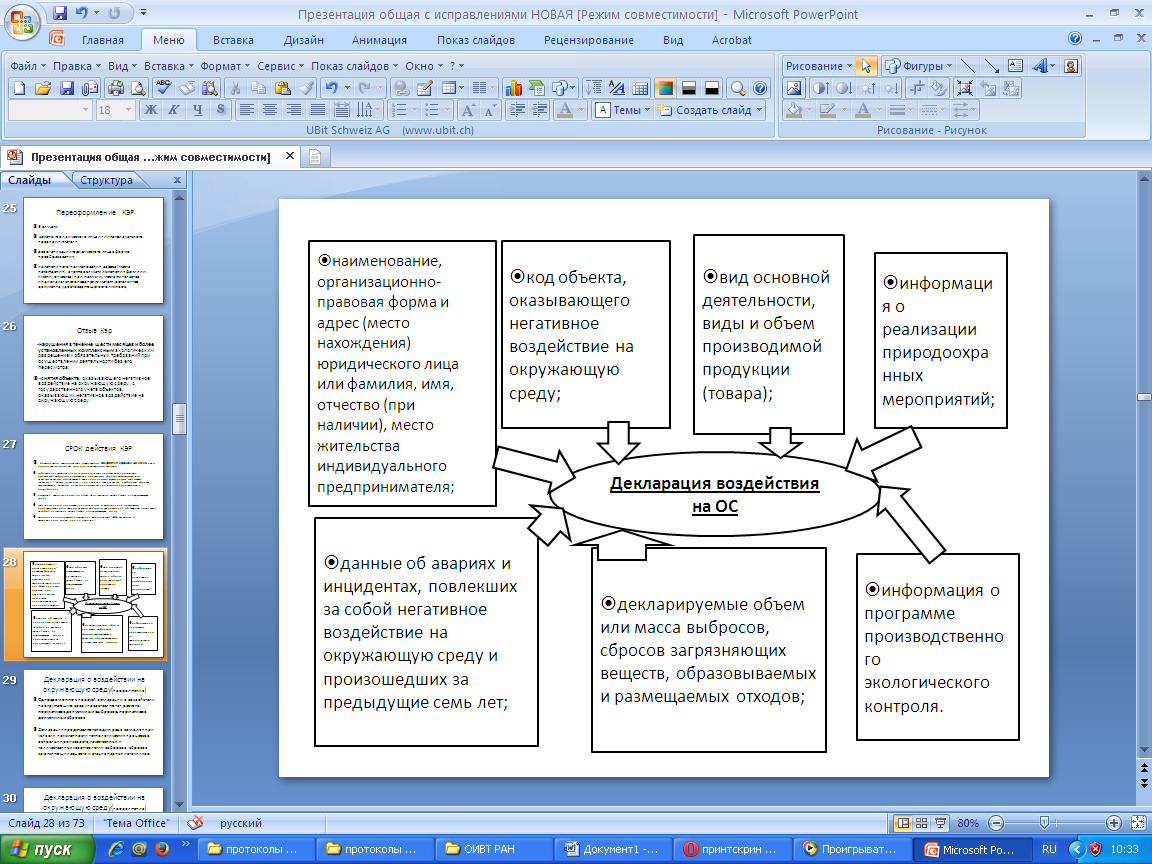 Презентация общая с исправлениями НОВАЯ [Режим совместимости] - Microsoft PowerPoint
Главная Меню Вставка Дизайн Анимация Показ слайдов Рецензирование Вид Acrobat
Файл Правка Вид Вставка Формат Сервис Показ слайдов Окно ?
Рисование Фигуры
18 Ж К Ч S
Темы Создать слайд
UBit Schweiz AG (www.ubit.ch)
Рисование - Рисунок
Презентация общая ...жим совместимости]
Слайды Структура
25
Переоформление КЭР
26
Отзыв Кэр
27
СРОК действия КЭР
28
29
Декларация о воздействии на
окружающую среду
30
Декларация о воздействии на
окружающую среду
наименование,
организационно-
правовая форма и
адрес (место
нахождения)
юридического лица
или фамилия, имя,
отчество (при
наличии), место
жительства
индивидуального
предпринимателя;
код объекта,
оказывающего
негативное
воздействие на
окружающую
среду;
вид основной
деятельности,
виды и объем
производимой
продукции
(товара);
информаци
я о
реализации
природоохра
нных
мероприятий;
Декларация воздействия
на ОС
данные об авариях и
инцидентах, повлекших
за собой негативное
воздействие на
окружающую среду и
произошедших за
предыдущие семь лет;
декларируемые объем
или масса выбросов,
сбросов загрязняющих
веществ, образовываемых
и размещаемых отходов;
информация о
программе
производственно
го
экологического
контроля.
Слайд 28 из 73 "Тема Office" русский 80%
пуск протоколы ... протоколы ... ОИВТ РАН Документ1 -... принтскрин ... Проигрыват... Microsoft Po... RU 10:33